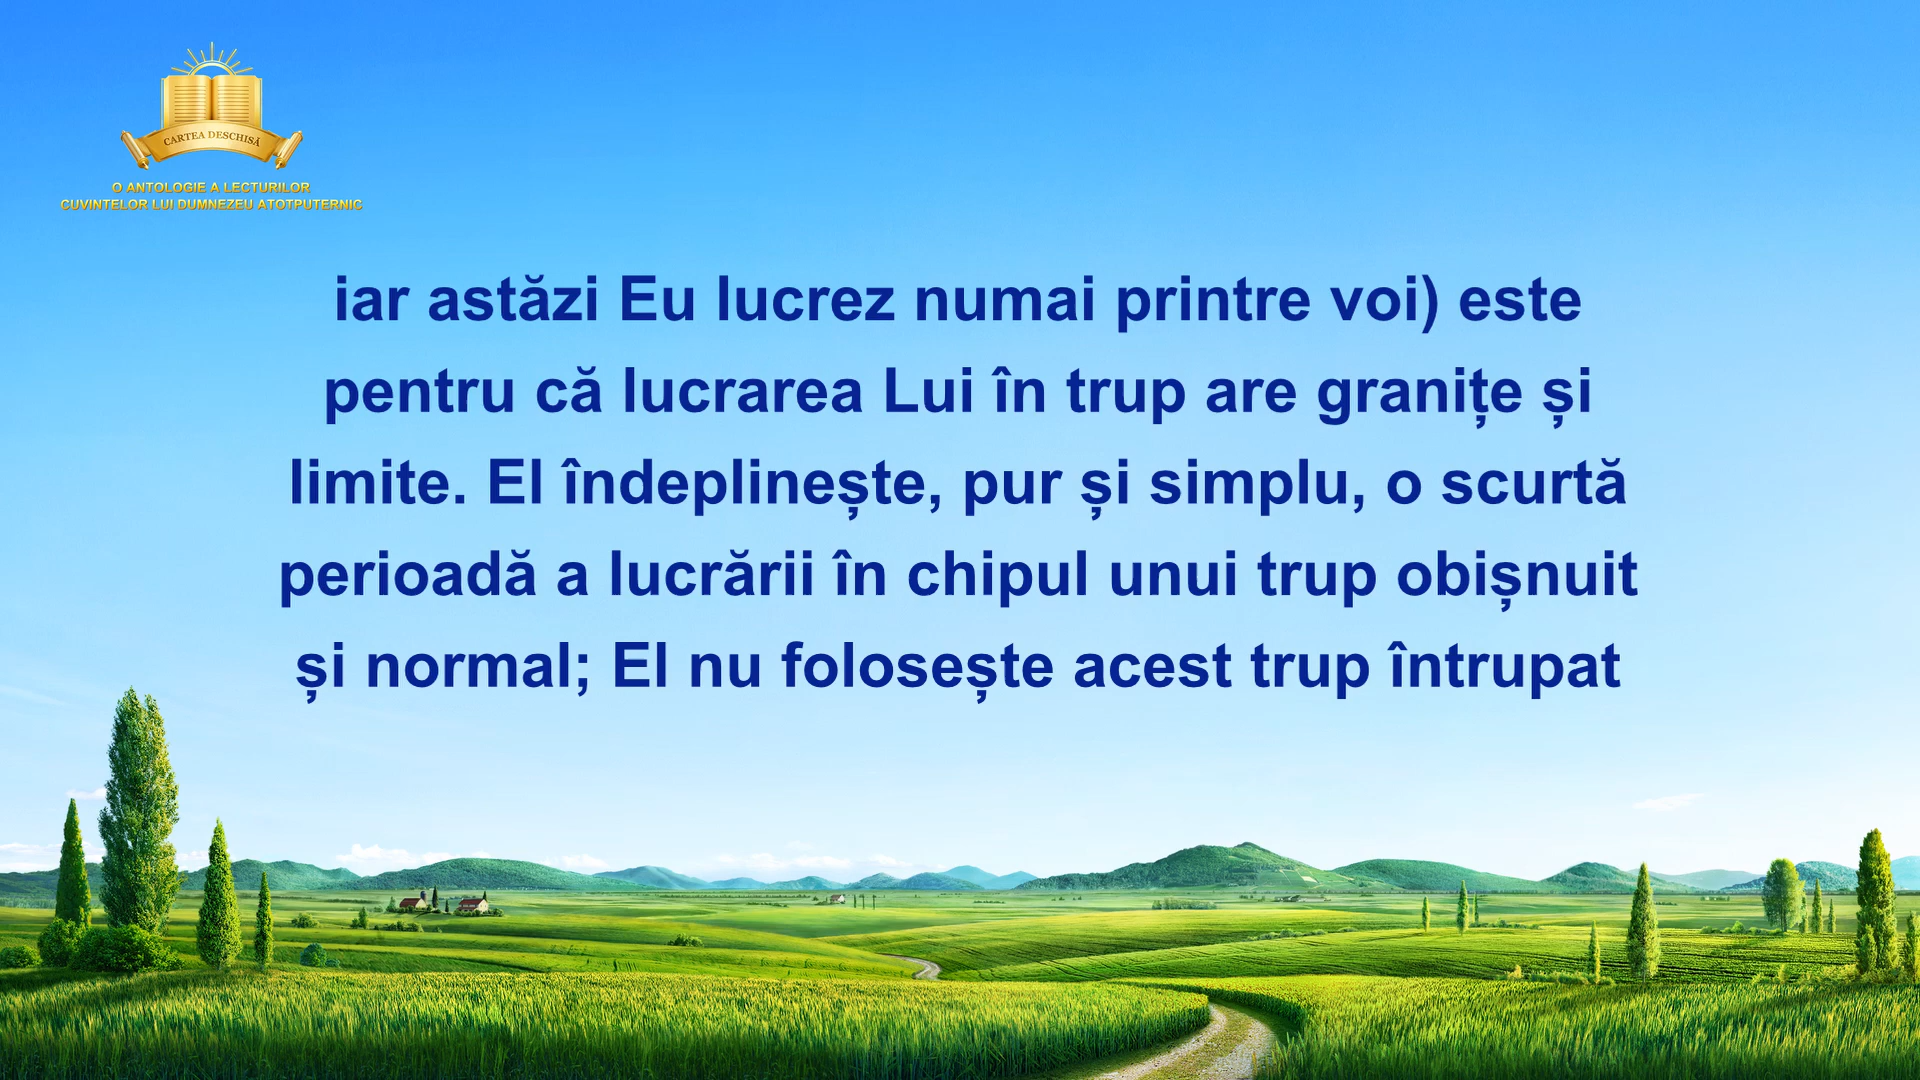 CARTEA DESCHISĂ
O ANTOLOGIE A LECTURILOR
CUVINTELOR LUI DUMNEZEU ATOTPUTERNIC
iar astăzi Eu lucrez numai printre voi) este
pentru că lucrarea Lui în trup are granițe și
limite. El îndeplinește, pur și simplu, o scurtă
perioadă a lucrării în chipul unui trup obișnuit
și normal; El nu folosește acest trup întrupat